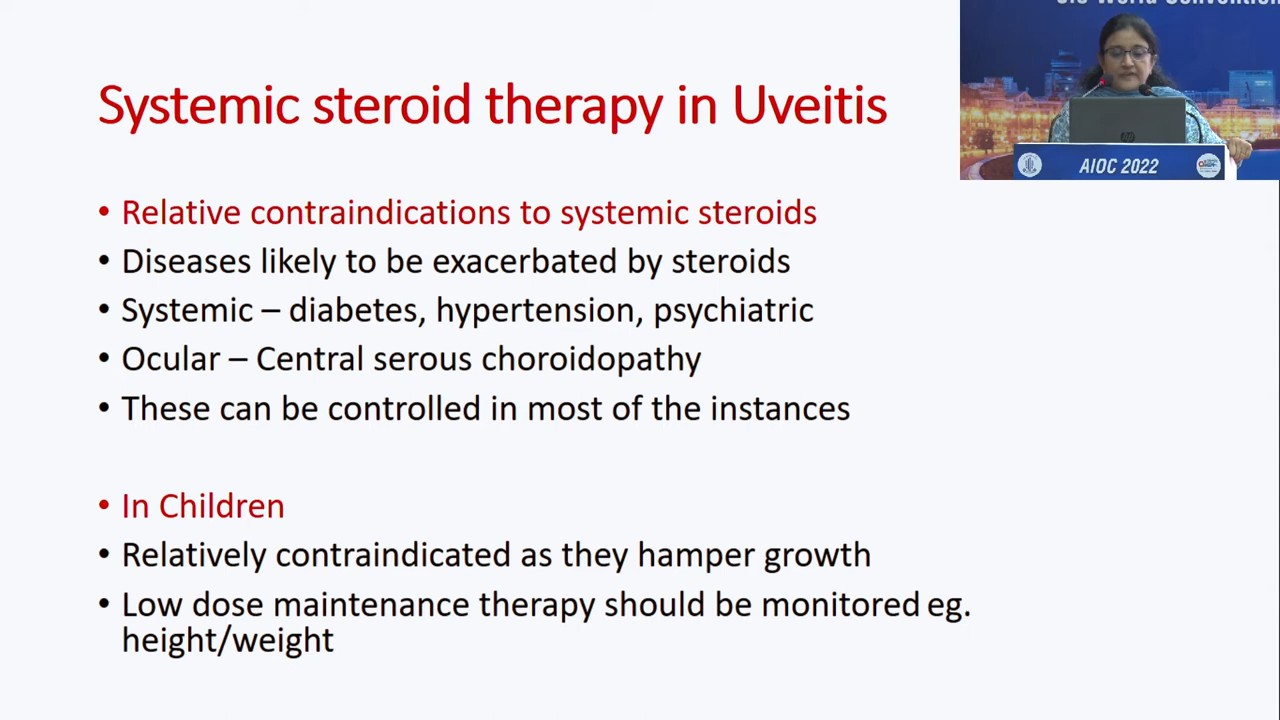 Systemic steroid therapy in Uveitis
• Relative contraindications to systemic steroids
• Diseases likely to be exacerbated by steroids
• Systemic – diabetes, hypertension, psychiatric
• Ocular – Central serous choroidopathy
• These can be controlled in most of the instances
• In Children
• Relatively contraindicated as they hamper growth
• Low dose maintenance therapy should be monitored eg.
height/weight
AIOC 2022
hp